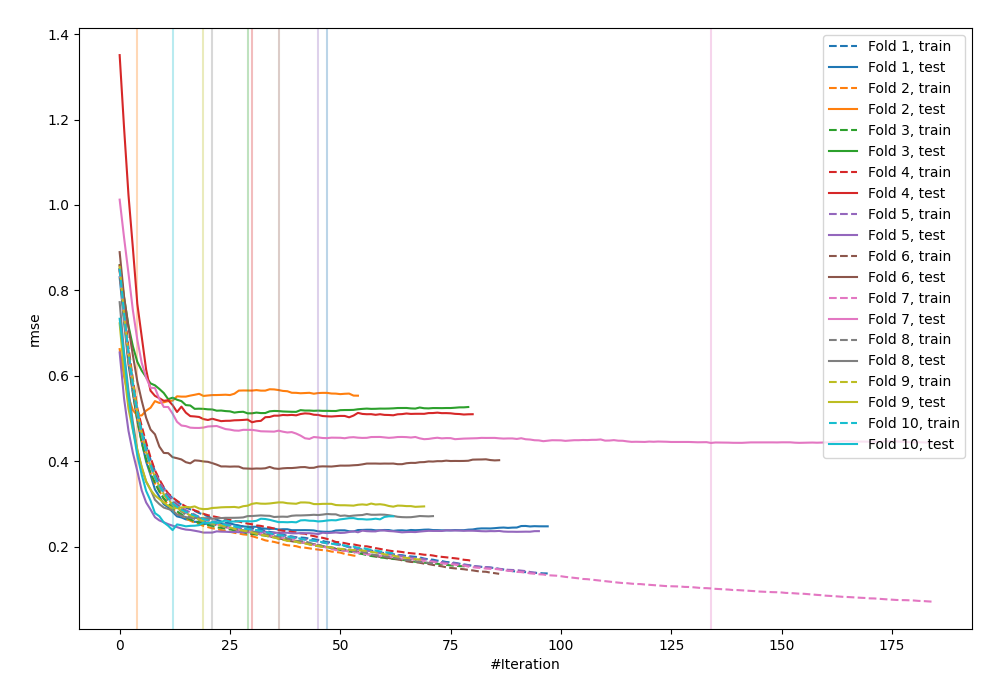 1.4
1.2
1.0
0.8
0.6
0.4
0.2
rmse
0
25
50
75
100
125
150
175
#Iteration
Fold 1, train
Fold 1, test
Fold 2, train
Fold 2, test
Fold 3, train
Fold 3, test
Fold 4, train
Fold 4, test
Fold 5, train
Fold 5, test
Fold 6, train
Fold 6, test
Fold 7, train
Fold 7, test
Fold 8, train
Fold 8, test
Fold 9, train
Fold 9, test
Fold 10, train
Fold 10, test